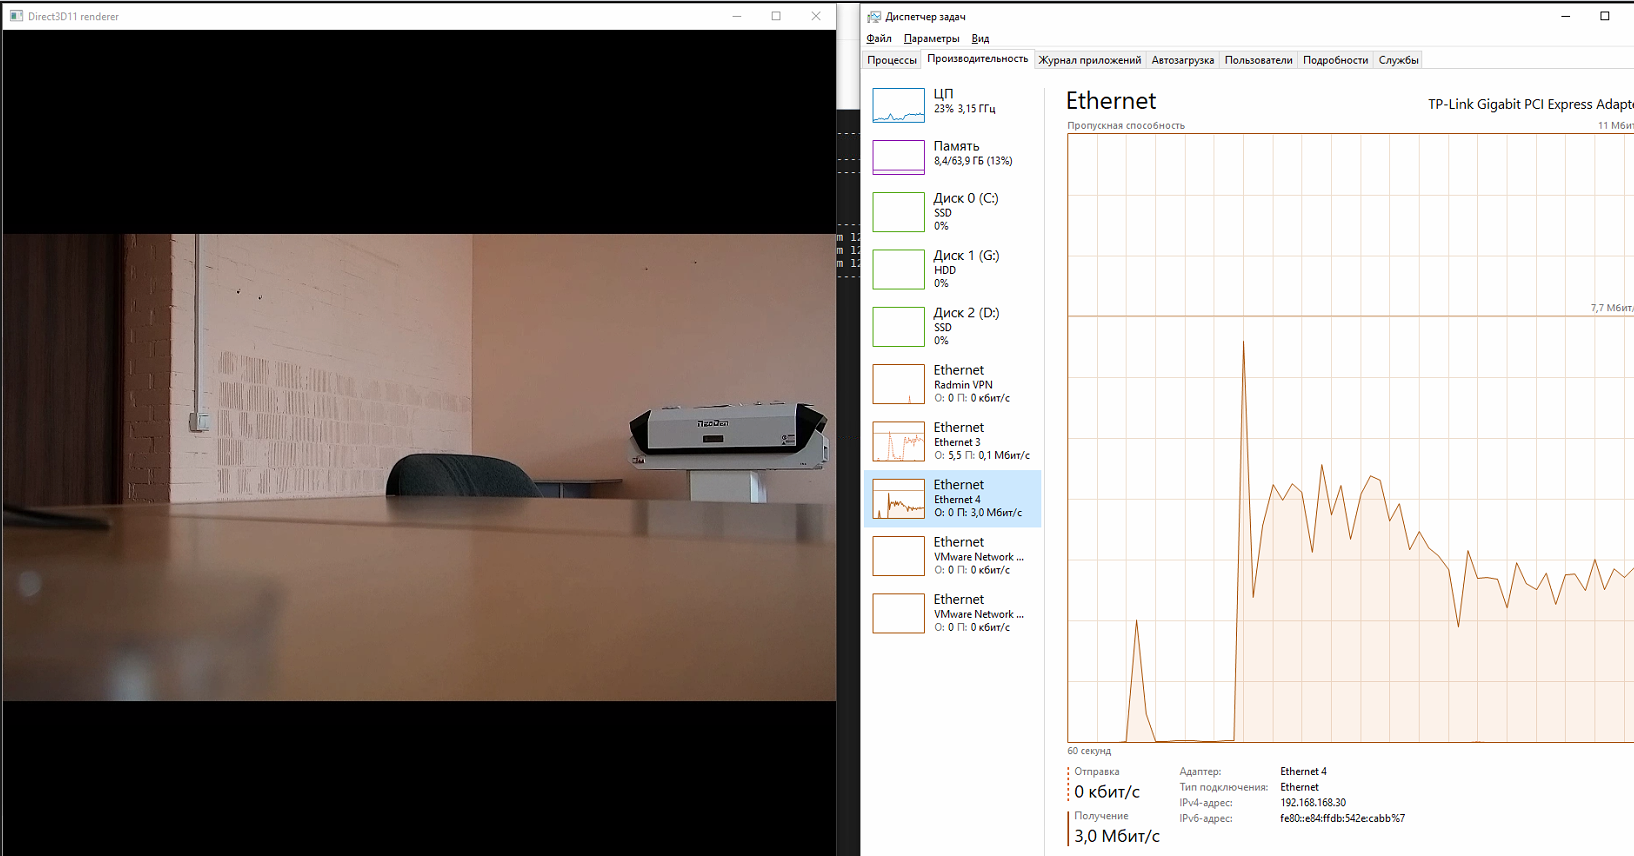 Direct3D11 renderer
NeoDen
m 12
m 12
m 12
Диспетчер задач
Файл Параметры Вид
Процессы Производительность Журнал приложений Автозагрузка Пользователи Подробности Службы
ЦП
23% 3,15 ГГц
Память
8,4/63,9 ГБ (13%)
Диск 0 (C:)
SSD
0%
Диск 1 (G:)
HDD
0%
Диск 2 (D:)
SSD
0%
Ethernet
Radmin VPN
О: 0 П: 0 кбит/с
Ethernet
Ethernet 3
О: 5,5 П: 0,1 Мбит/с
Ethernet
Ethernet 4
О: 0 П: 3,0 Мбит/с
Ethernet
VMware Network ...
О: 0 П: 0 кбит/с
Ethernet
VMware Network ...
О: 0 П: 0 кбит/с
Ethernet
TP-Link Gigabit PCI Express Adapte
Пропускная способность
11 Мбит
7,7 Мбит/
60 секунд
Отправка
0 кбит/с
Получение
3,0 Мбит/с
Адаптер: Ethernet 4
Тип подключения: Ethernet
IPv4-адрес: 192.168.168.30
IPv6-адрес: fe80::e84:ffdb:542e:cabb%7